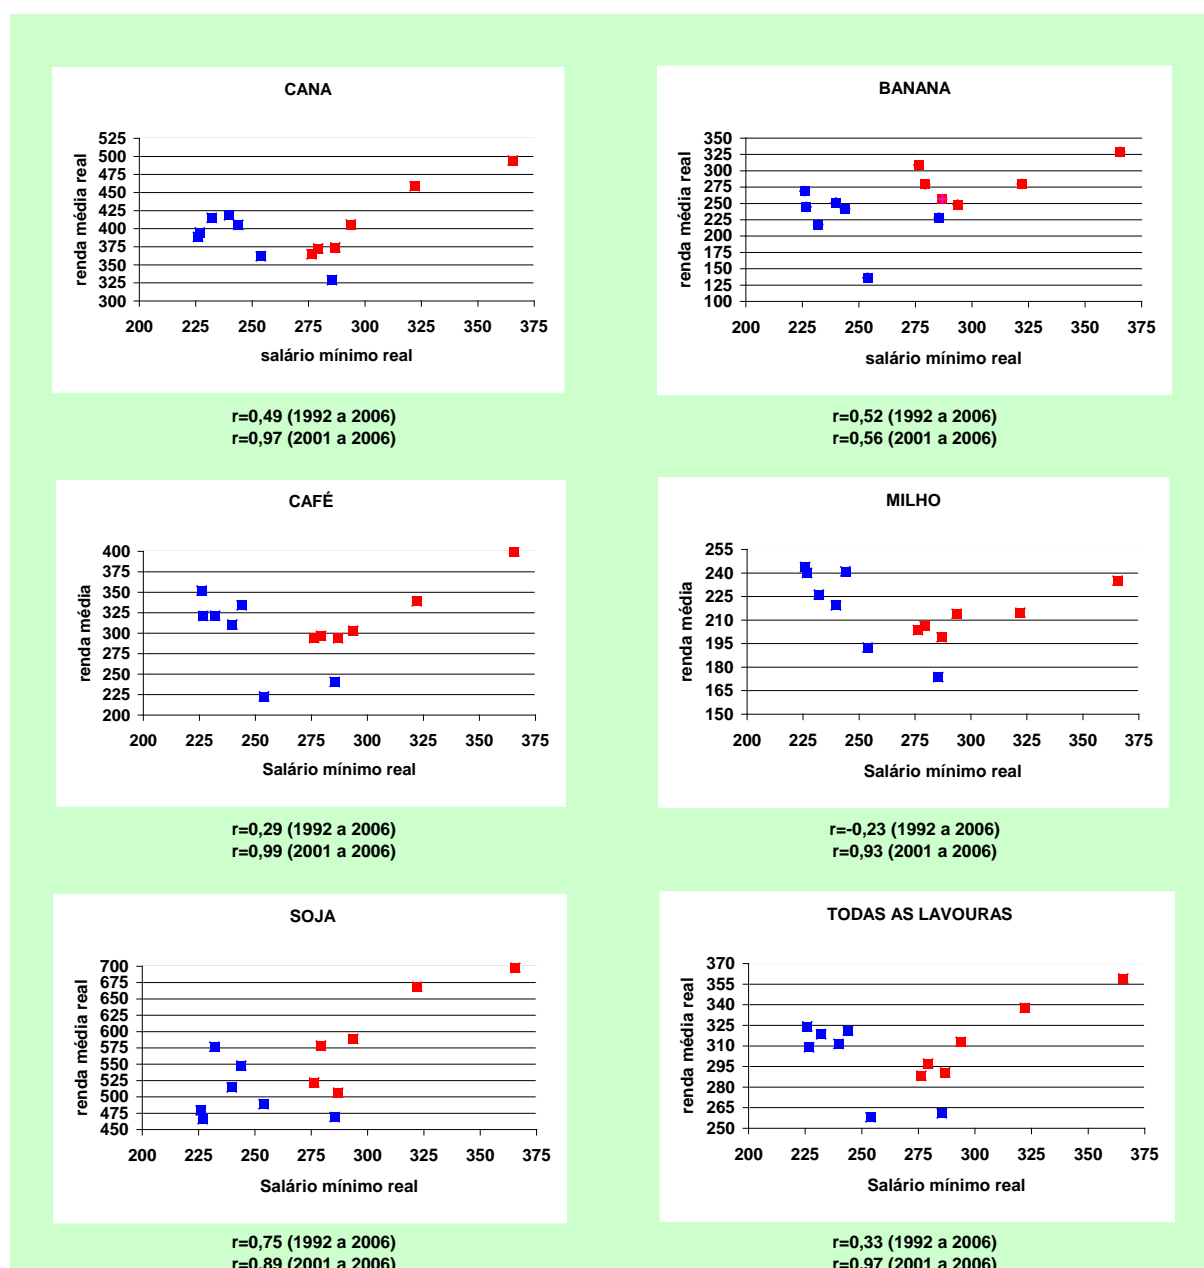 CANA
renda média real
525
500
475
450
425
400
375
350
325
300
200 225 250 275 300 325 350 375
salário mínimo real
r=0,49 (1992 a 2006)
r=0,97 (2001 a 2006)
BANANA
renda média real
350
325
300
275
250
225
200
175
150
125
100
200 225 250 275 300 325 350 375
salário mínimo real
r=0,52 (1992 a 2006)
r=0,56 (2001 a 2006)
CAFÉ
renda média
400
375
350
325
300
275
250
225
200
200 225 250 275 300 325 350 375
Salário mínimo real
r=0,29 (1992 a 2006)
r=0,99 (2001 a 2006)
MILHO
renda média
255
240
225
210
195
180
165
150
200 225 250 275 300 325 350 375
Salário mínimo real
r=-0,23 (1992 a 2006)
r=0,93 (2001 a 2006)
SOJA
renda média real
700
675
650
625
600
575
550
525
500
475
450
200 225 250 275 300 325 350 375
Salário mínimo real
r=0,75 (1992 a 2006)
r=0,89 (2001 a 2006)
TODAS AS LAVOURAS
renda média real
370
355
340
325
310
295
280
265
250
200 225 250 275 300 325 350 375
Salário mínimo real
r=0,33 (1992 a 2006)
r=0,97 (2001 a 2006)